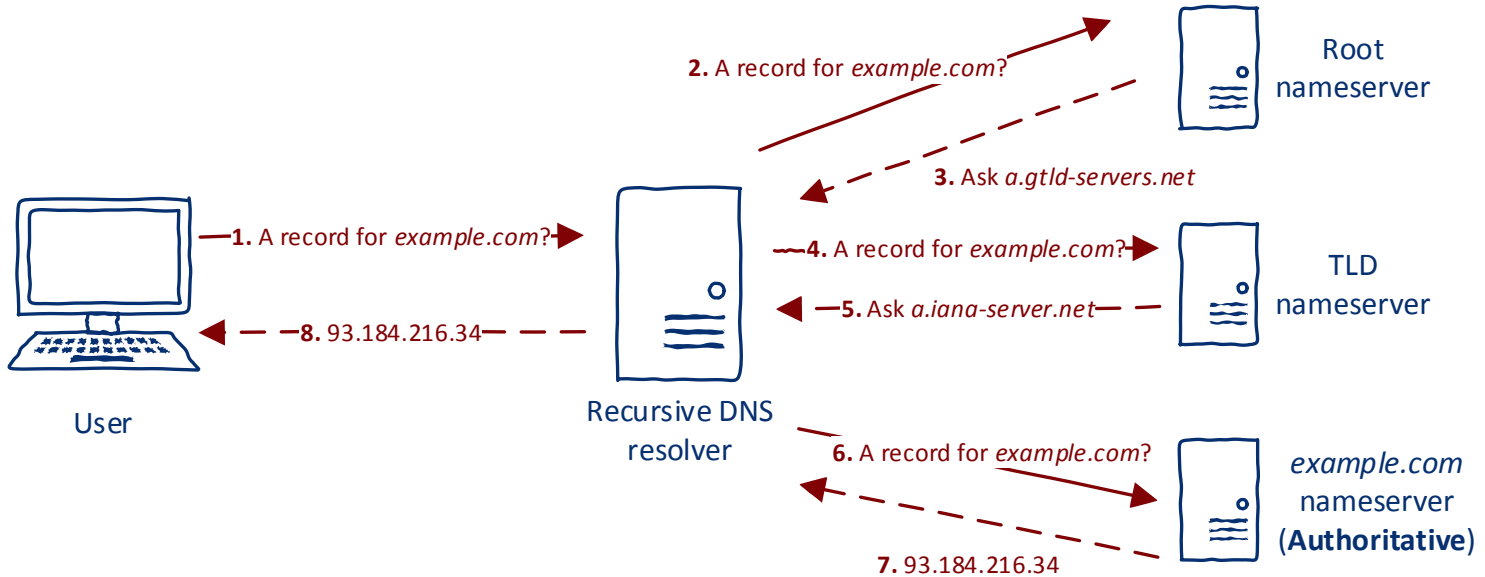 2. A record for example.com?
Root
nameserver
3. Ask a.gtld-servers.net
1. A record for example.com?
4. A record for example.com?
TLD
nameserver
5. Ask a.iana-server.net
8. 93.184.216.34
User
Recursive DNS
resolver
6. A record for example.com?
example.com
nameserver
(Authoritative)
7. 93.184.216.34